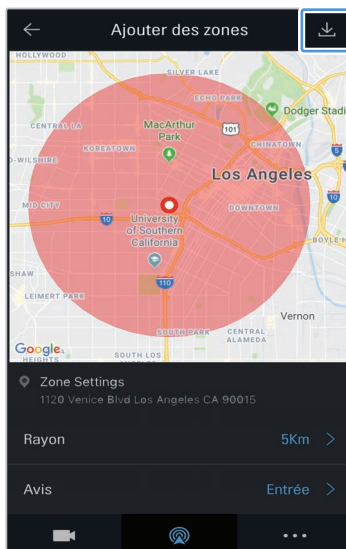 Ajouter des zones
HOLLYWOOD
SILVER LAKE
ECHO PARK
Dodger Stadi
CENTRAL LA
MacArthur
Park
101
KOREATOWN
CHINATOWN
5
O-WILSHIRE
Los Angeles
10
MID CITY
DOWNTOWN
10
University
of Southern
California
BOYLE H
SHAW
110
LEIMERT PARK
Vernon
SOUTH PARK
CENTRAL
ALAMEDA
Google
HEIGHTS
SOUTH LOS
Zone Settings
1120 Venice Blvd Los Angeles CA 90015
Rayon
5Km
Avis
Entrée